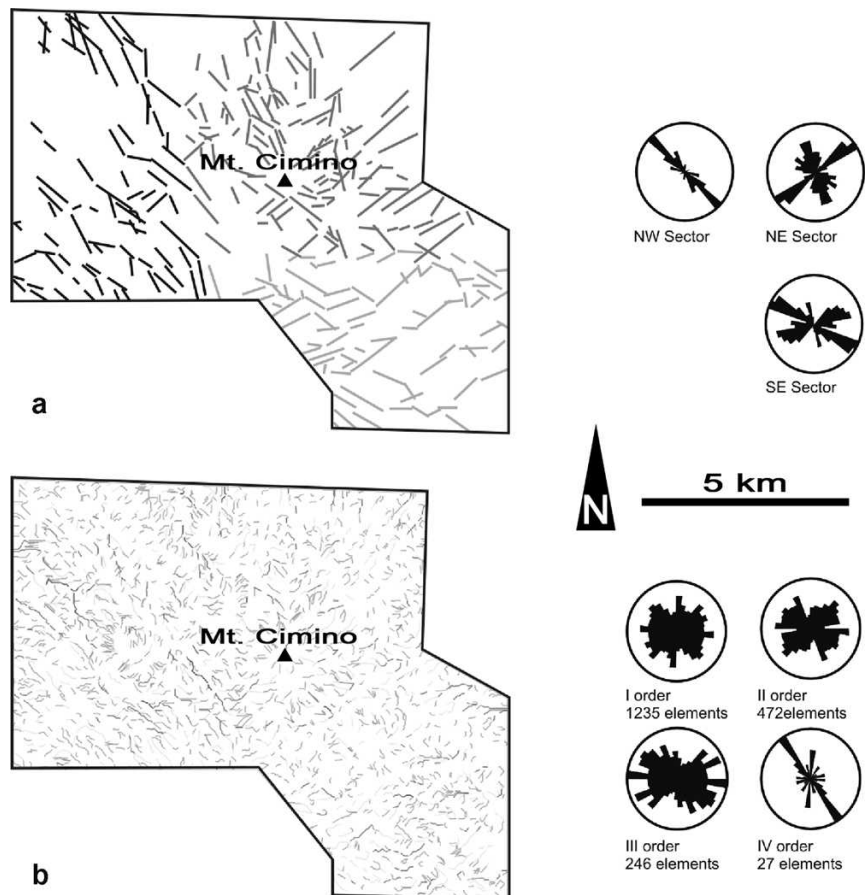 Mt. Cimino
NW Sector
NE Sector
SE Sector
a
N
5 km
Mt. Cimino
I order
1235 elements
II order
472elements
III order
246 elements
IV order
27 elements
b